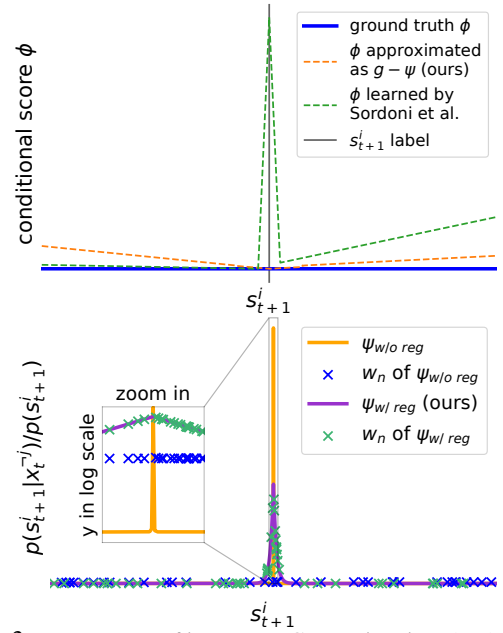 conditional score ϕ
ground truth ϕ
ϕ approximated
as g − ψ (ours)
ϕ learned by
Sordoni et al.
s^i_{t+1} label
s^i_{t+1}
p(s^i_{t+1}|x_t^{¬j})/p(s^i_{t+1})
ψ_{w/o reg}
w_n of ψ_{w/o reg}
ψ_{w/ reg} (ours)
w_n of ψ_{w/ reg}
zoom in
y in log scale
s^i_{t+1}